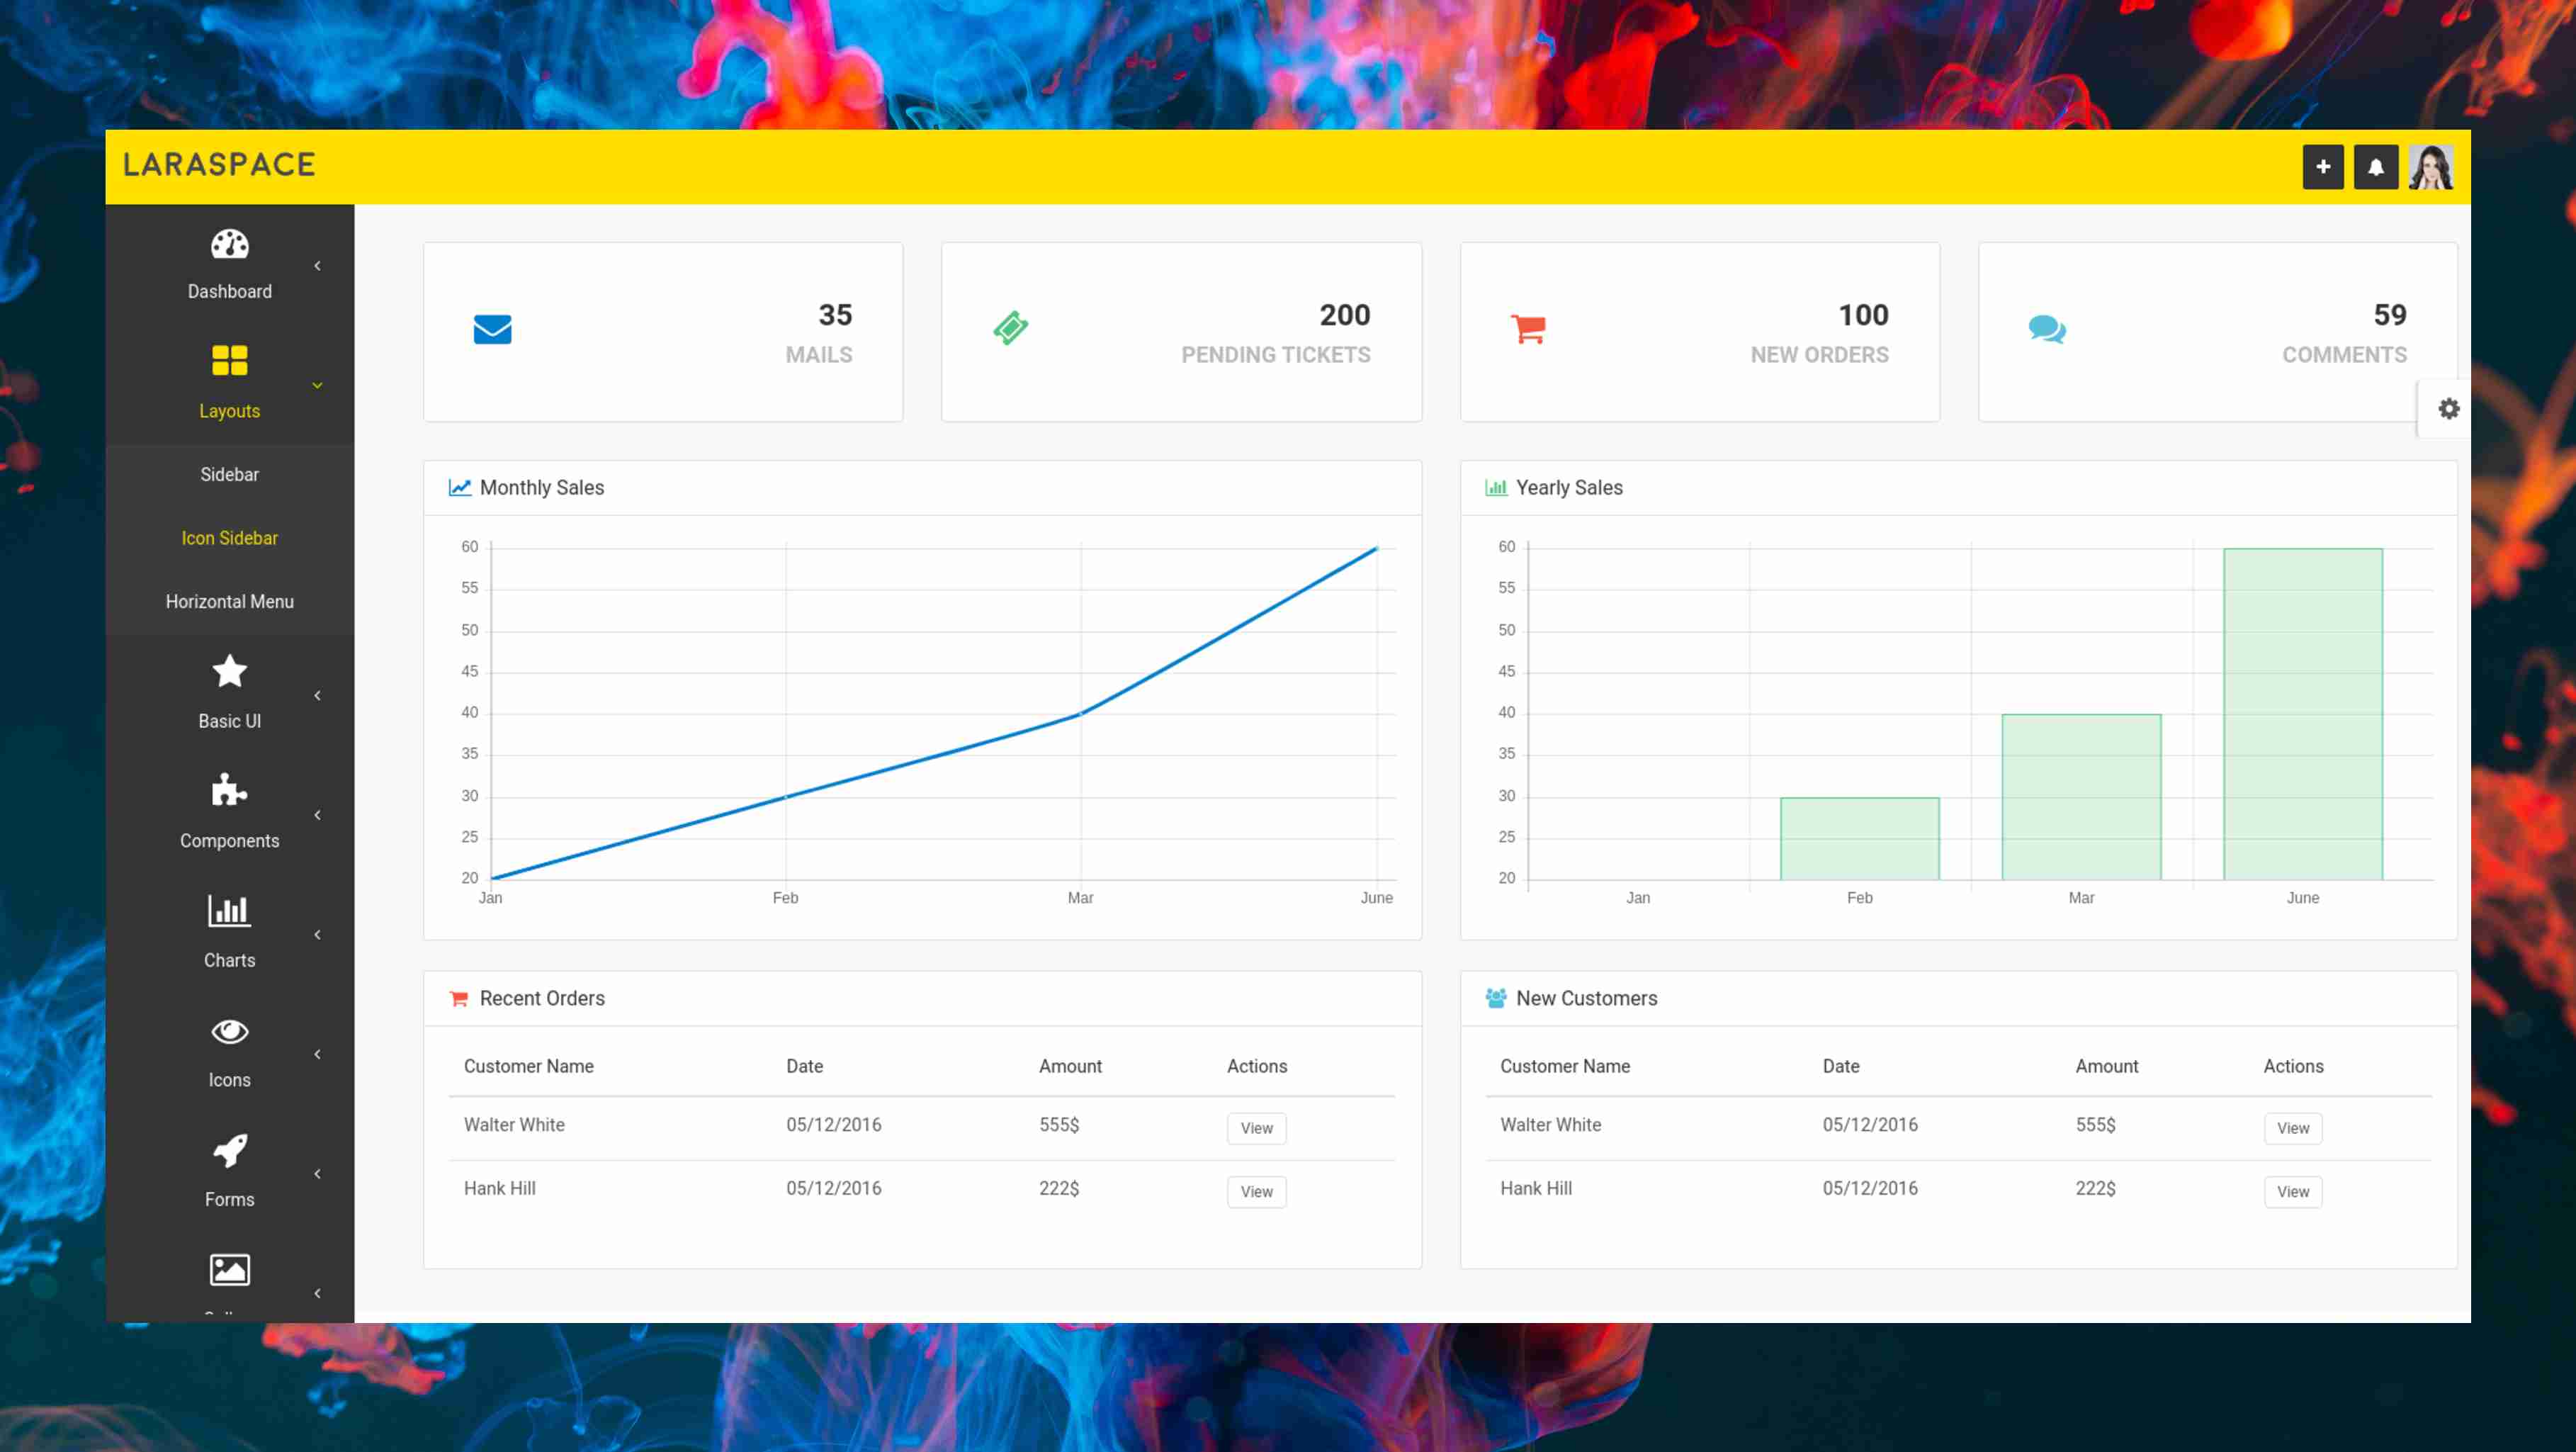 LARASPACE
Dashboard
Layouts
Sidebar
Icon Sidebar
Horizontal Menu
Basic UI
Components
Charts
Icons
Forms
35
MAILS
200
PENDING TICKETS
100
NEW ORDERS
59
COMMENTS
Monthly Sales
60
55
50
45
40
35
30
25
20
Jan Feb Mar June
Yearly Sales
60
55
50
45
40
35
30
25
20
Jan Feb Mar June
Recent Orders
Customer Name Date Amount Actions
Walter White 05/12/2016 555$ View
Hank Hill 05/12/2016 222$ View
New Customers
Customer Name Date Amount Actions
Walter White 05/12/2016 555$ View
Hank Hill 05/12/2016 222$ View